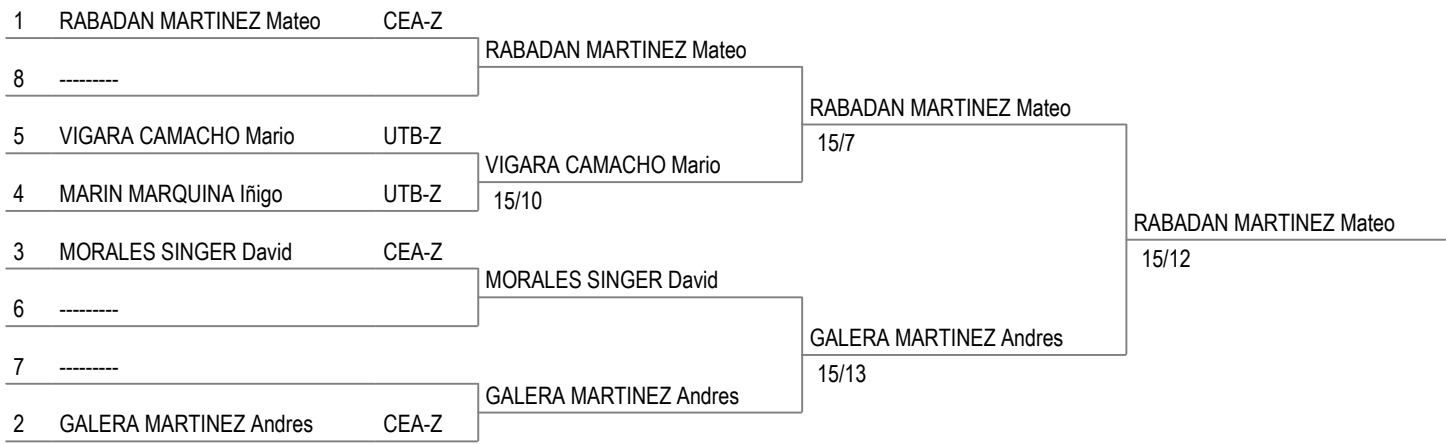 1 RABADAN MARTINEZ Mateo CEA-Z
8 ---------
5 VIGARA CAMACHO Mario UTB-Z
4 MARIN MARQUINA Iñigo UTB-Z
3 MORALES SINGER David CEA-Z
6 ---------
7 ---------
2 GALERA MARTINEZ Andres CEA-Z
RABADAN MARTINEZ Mateo
VIGARA CAMACHO Mario
15/10
MORALES SINGER David
GALERA MARTINEZ Andres
RABADAN MARTINEZ Mateo
15/7
GALERA MARTINEZ Andres
15/13
RABADAN MARTINEZ Mateo
15/12